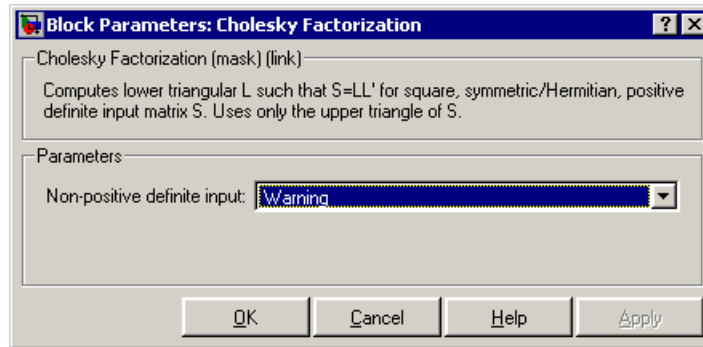 Block Parameters: Cholesky Factorization
Cholesky Factorization (mask) (link)
Computes lower triangular L such that S=LL' for square, symmetric/Hermitian, positive
definite input matrix S. Uses only the upper triangle of S.
Parameters
Non-positive definite input: Warning
OK Cancel Help Apply